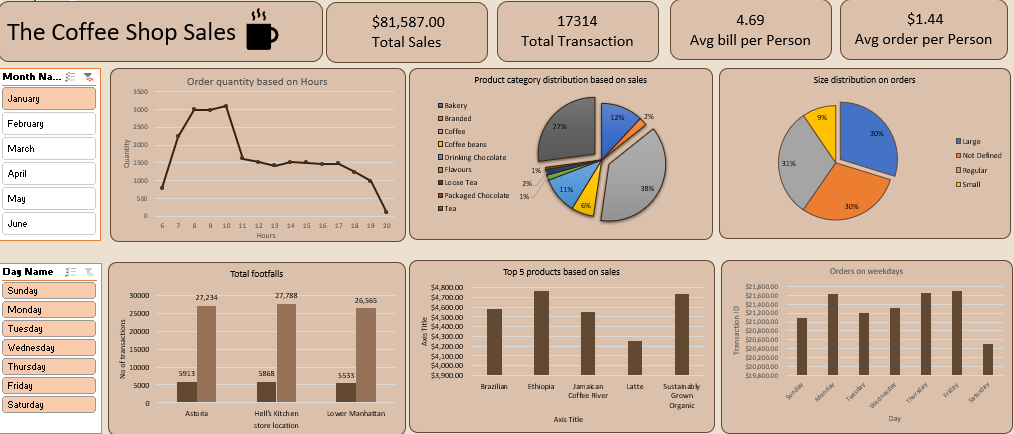 The Coffee Shop Sales
$81,587.00
Total Sales
17314
Total Transaction
4.69
Avg bill per Person
$1.44
Avg order per Person
Month Na...
January
February
March
April
May
June
Order quantity based on Hours
Quantity
3500
3000
2500
2000
1500
1000
500
0
6 7 8 9 10 11 12 13 14 15 16 17 18 19 20
Hours
Product category distribution based on sales
Bakery
Branded
Coffee
Coffee beans
Drinking Chocolate
Flavours
Loose Tea
Packaged Chocolate
Tea
12%
2%
38%
6%
11%
1%
2%
1%
27%
Size distribution on orders
30%
30%
31%
9%
Large
Not Defined
Regular
Small
Day Name
Sunday
Monday
Tuesday
Wednesday
Thursday
Friday
Saturday
Total footfalls
No of transactions
30000
25000
20000
15000
10000
5000
0
27,234
27,788
26,565
5913
5868
5533
Astoria
Hell's Kitchen
Lower Manhattan
store location
Top 5 products based on sales
Axis Title
$4,800.00
$4,700.00
$4,600.00
$4,500.00
$4,400.00
$4,300.00
$4,200.00
$4,100.00
$4,000.00
$3,900.00
Brazilian
Ethiopia
Jamaican
Coffee River
Latte
Sustainably
Grown
Organic
Axis Title
Orders on weekdays
Transaction ID
$21,800.00
$21,600.00
$21,400.00
$21,200.00
$21,000.00
$20,800.00
$20,600.00
$20,400.00
$20,200.00
$20,000.00
$19,800.00
Sunday
Monday
Tuesday
Wednesday
Thursday
Friday
Saturday
Day